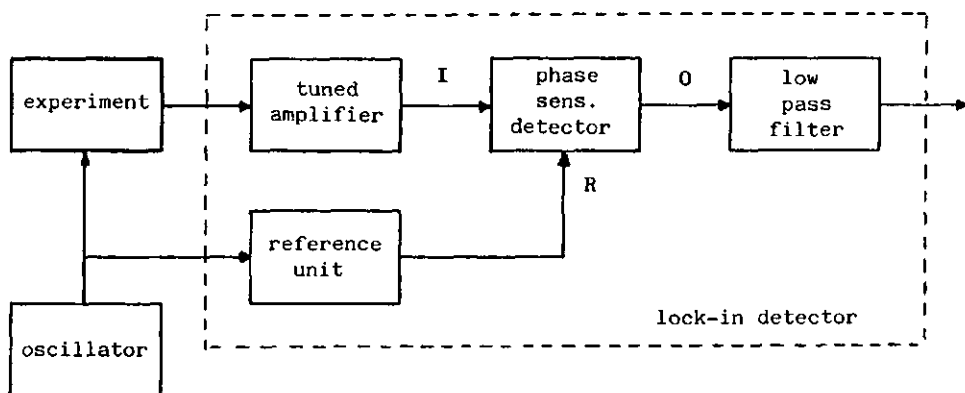 experiment
tuned
amplifier
I
phase
sens.
detector
O
low
pass
filter
R
reference
unit
lock-in detector
oscillator